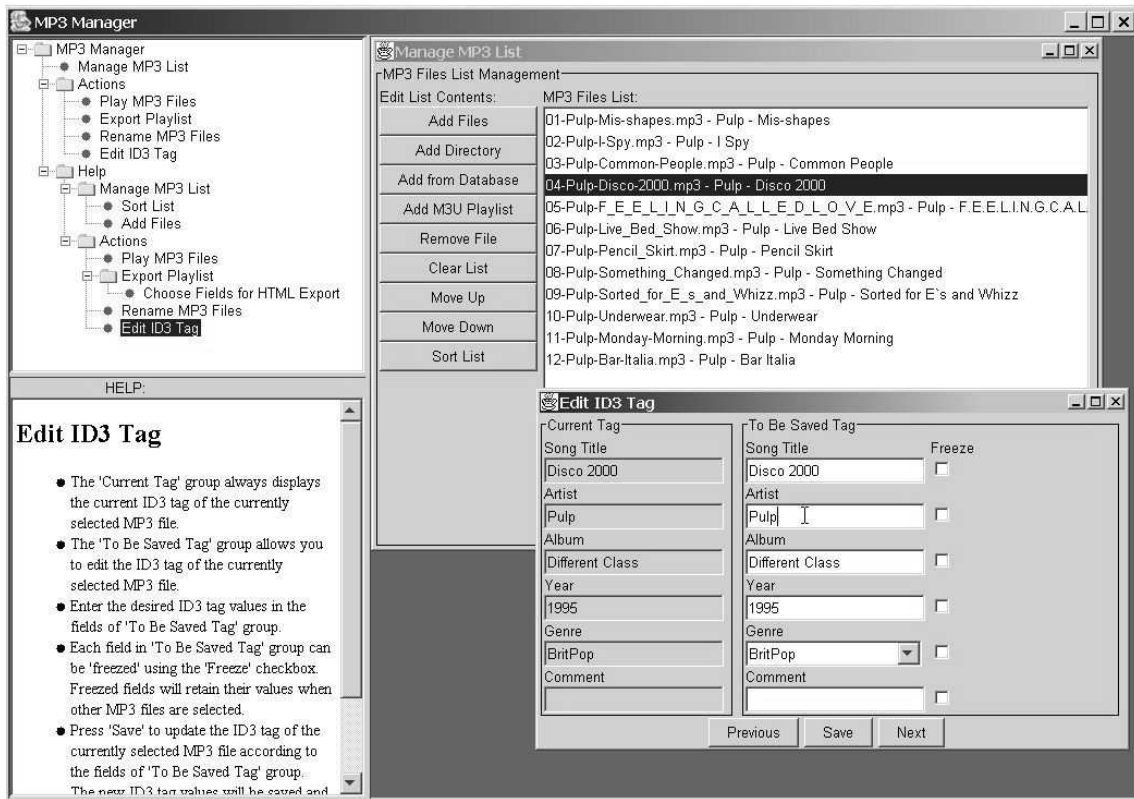 MP3 Manager
MP3 Manager
Manage MP3 List
Actions
Play MP3 Files
Export Playlist
Rename MP3 Files
Edit ID3 Tag
Help
Manage MP3 List
Sort List
Add Files
Actions
Play MP3 Files
Export Playlist
Choose Fields for HTML Export
Rename MP3 Files
Edit ID3 Tag
HELP:
Edit ID3 Tag
The 'Current Tag' group always displays
the current ID3 tag of the currently
selected MP3 file.
The 'To Be Saved Tag' group allows you
to edit the ID3 tag of the currently
selected MP3 file.
Enter the desired ID3 tag values in the
fields of 'To Be Saved Tag' group.
Each field in 'To Be Saved Tag' group can
be 'freezed' using the 'Freeze' checkbox.
Freezed fields will retain their values when
other MP3 files are selected.
Press 'Save' to update the ID3 tag of the
currently selected MP3 file according to
the fields of 'To Be Saved Tag' group.
The new ID3 tag values will be saved and
Manage MP3 List
MP3 Files List Management
Edit List Contents:
Add Files
Add Directory
Add from Database
Add M3U Playlist
Remove File
Clear List
Move Up
Move Down
Sort List
MP3 Files List:
01-Pulp-Mis-shapes.mp3 - Pulp - Mis-shapes
02-Pulp-I-Spy.mp3 - Pulp - I Spy
03-Pulp-Common-People.mp3 - Pulp - Common People
04-Pulp-Disco-2000.mp3 - Pulp - Disco 2000
05-Pulp-F_E_E_L_I_N_G_C_A_L_L_E_D_L_O_V_E.mp3 - Pulp - F.E.E.L.I.N.G.C.A.L.
06-Pulp-Live_Bed_Show.mp3 - Pulp - Live Bed Show
07-Pulp-Pencil_Skirt.mp3 - Pulp - Pencil Skirt
08-Pulp-Something_Changed.mp3 - Pulp - Something Changed
09-Pulp-Sorted_for_E_s_and_Whizz.mp3 - Pulp - Sorted for E`s and Whizz
10-Pulp-Underwear.mp3 - Pulp - Underwear
11-Pulp-Monday-Morning.mp3 - Pulp - Monday Morning
12-Pulp-Bar-Italia.mp3 - Pulp - Bar Italia
Edit ID3 Tag
Current Tag
Song Title
Disco 2000
Artist
Pulp
Album
Different Class
Year
1995
Genre
BritPop
Comment
To Be Saved Tag
Song Title
Freeze
Disco 2000
Artist
Pulp
Album
Different Class
Year
1995
Genre
BritPop
Comment
Previous
Save
Next